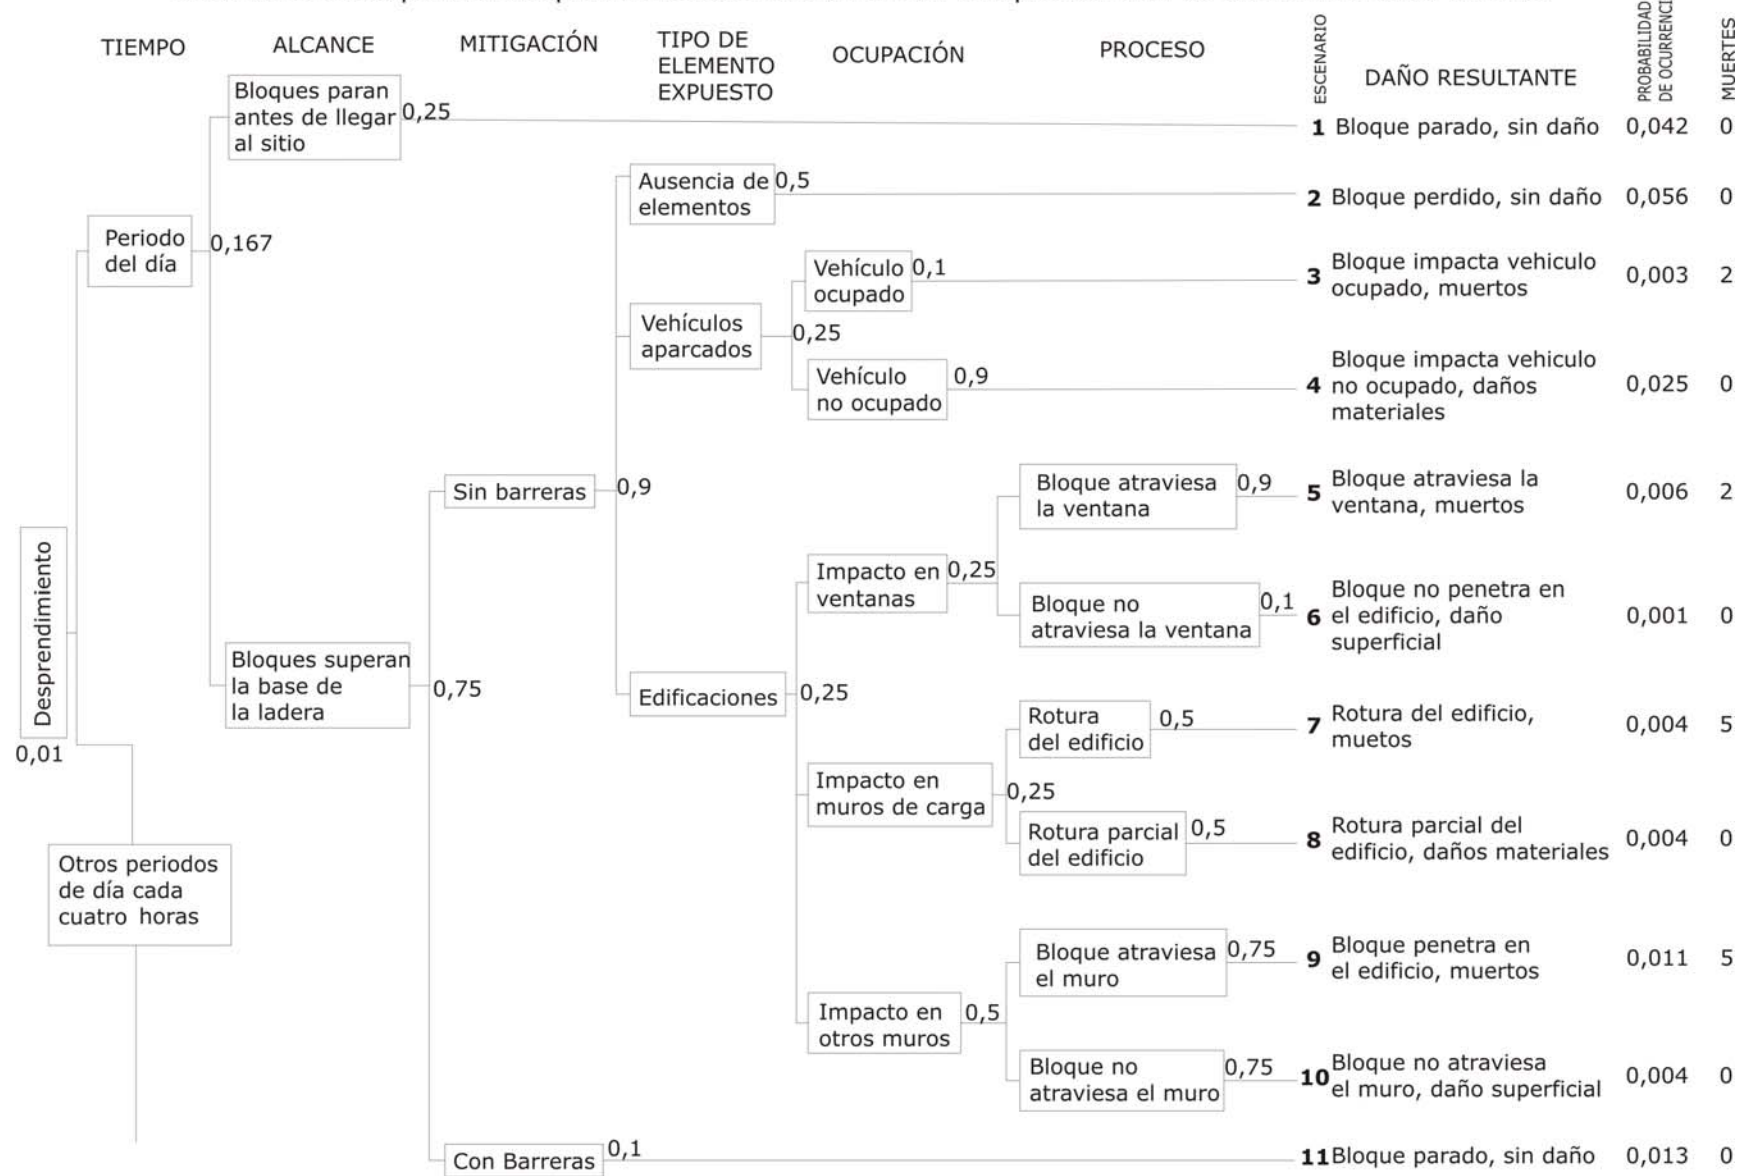 TIEMPO
ALCANCE
MITIGACIÓN
TIPO DE
ELEMENTO
EXPUESTO
OCUPACIÓN
PROCESO
ESCENARIO
DAÑO RESULTANTE
PROBABILIDAD
DE OCURRENCI
MUERTES
Bloques paran
antes de llegar
al sitio
0,25
1 Bloque parado, sin daño 0,042 0
Ausencia de
elementos
0,5
2 Bloque perdido, sin daño 0,056 0
Periodo
del día
0,167
Vehículo
ocupado
0,1
3 Bloque impacta vehiculo
ocupado, muertos
0,003 2
Vehículos
aparcados
0,25
Vehículo
no ocupado
0,9
4 Bloque impacta vehiculo
no ocupado, daños
materiales
0,025 0
Sin barreras
0,9
Bloque atraviesa
la ventana
0,9
5 Bloque atraviesa la
ventana, muertos
0,006 2
Impacto en
ventanas
0,25
Bloque no
atraviesa la ventana
0,1
6 Bloque no penetra en
el edificio, daño
superficial
0,001 0
Desprendimiento
0,01
Bloques superan
la base de
la ladera
0,75
Edificaciones
0,25
Rotura
del edificio
0,5
7 Rotura del edificio,
muetos
0,004 5
Impacto en
muros de carga
0,25
Rotura parcial
del edificio
0,5
8 Rotura parcial del
edificio, daños materiales
0,004 0
Otros periodos
de día cada
cuatro horas
Bloque atraviesa
el muro
0,75
9 Bloque penetra en
el edificio, muertos
0,011 5
Impacto en
otros muros
0,5
Bloque no
atraviesa el muro
0,75
10 Bloque no atraviesa
el muro, daño superficial
0,004 0
Con Barreras
0,1
11 Bloque parado, sin daño 0,013 0